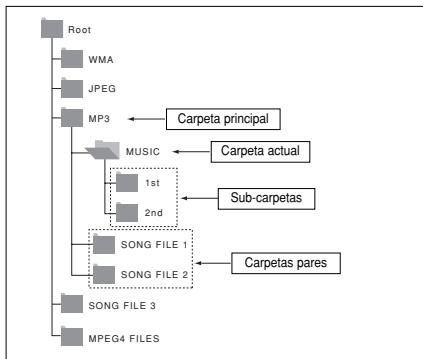 Root
WMA
JPEG
MP3
Carpeta principal
MUSIC
Carpeta actual
1st
Sub-carpetas
2nd
SONG FILE 1
Carpetas pares
SONG FILE 2
SONG FILE 3
MPEG4 FILES